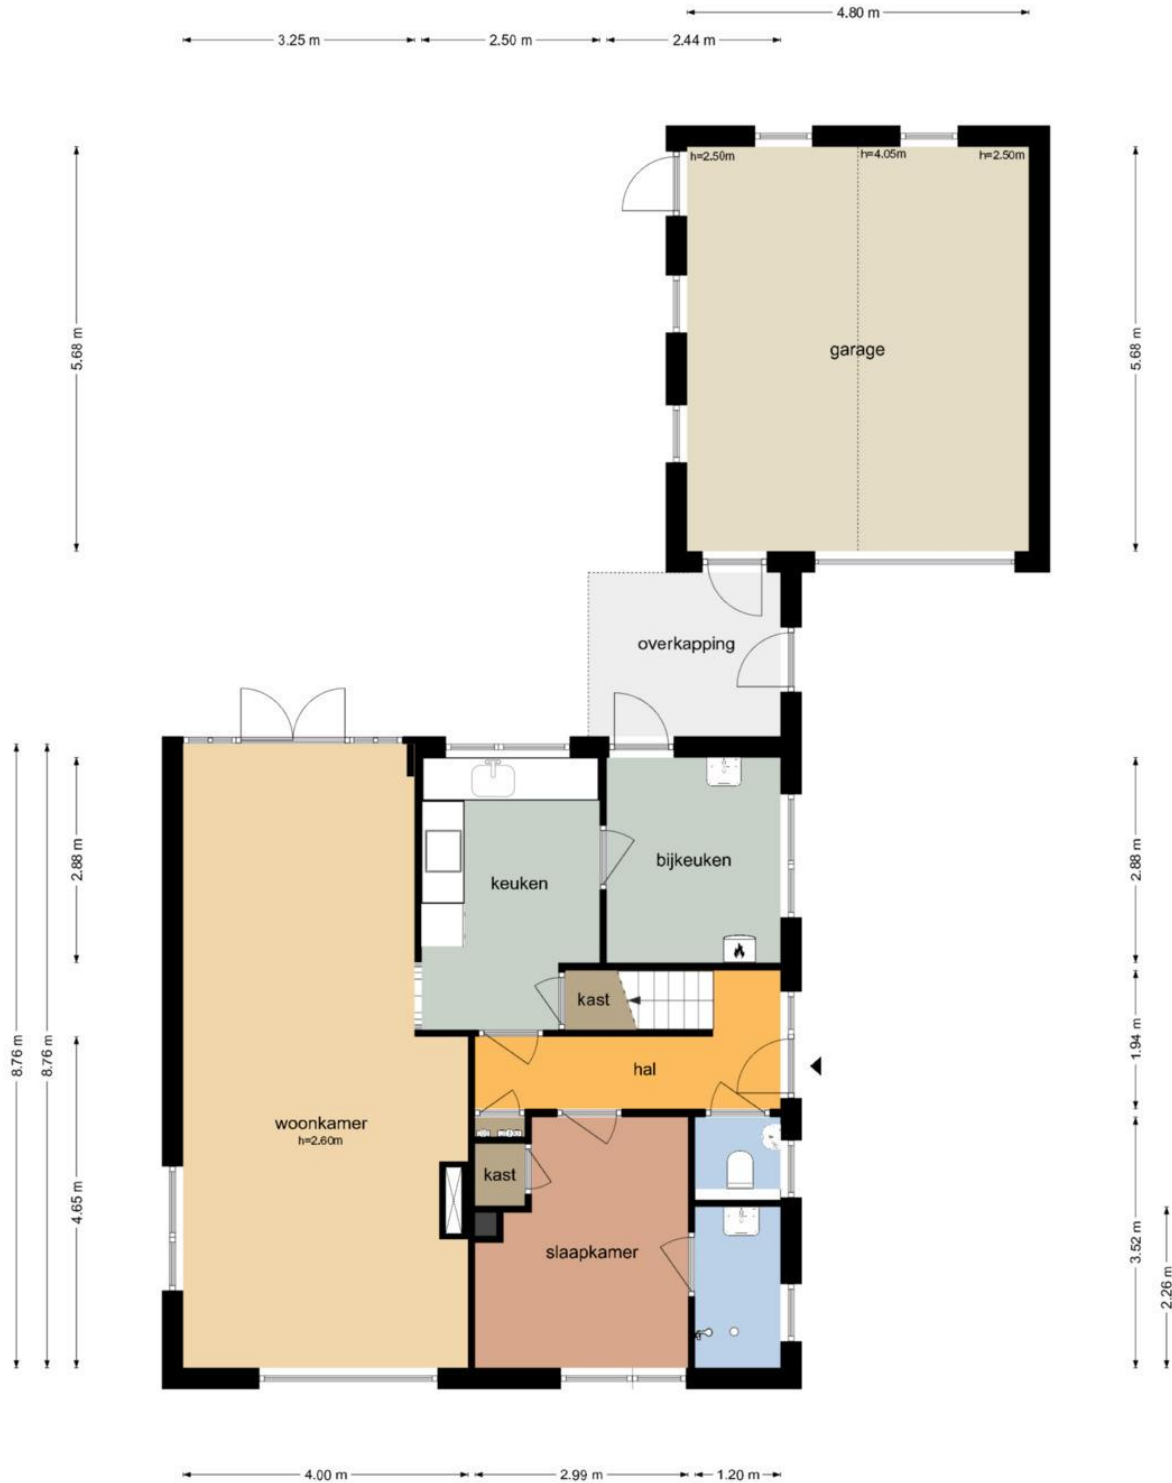 4.80 m
3.25 m
2.50 m
2.44 m
h=2.50m
h=4.05m
h=2.50m
5.68 m
garage
5.68 m
overkapping
2.88 m
keuken
bijkeuken
2.88 m
kast
8.76 m
8.76 m
hal
1.94 m
woonkamer
h=2.60m
4.65 m
kast
slaapkamer
3.52 m
2.26 m
4.00 m
2.99 m
1.20 m